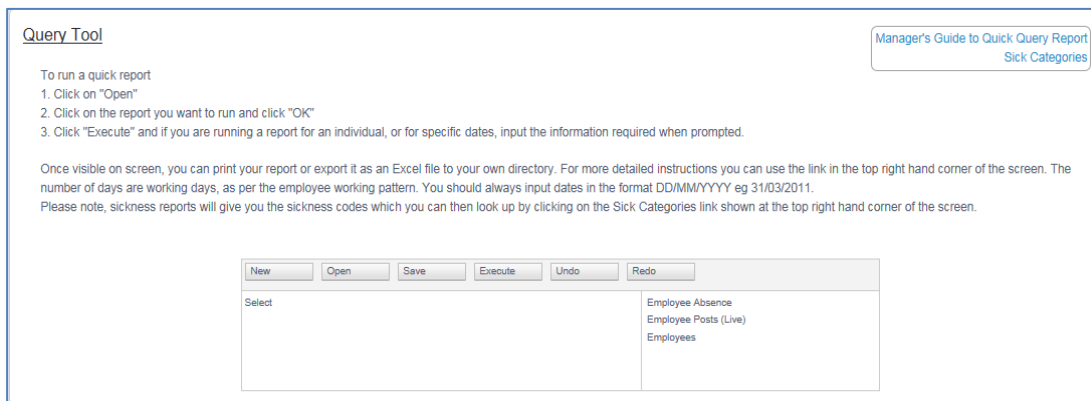 Query Tool
Manager's Guide to Quick Query Report
Sick Categories
To run a quick report
1. Click on "Open"
2. Click on the report you want to run and click "OK"
3. Click "Execute" and if you are running a report for an individual, or for specific dates, input the information required when prompted.
Once visible on screen, you can print your report or export it as an Excel file to your own directory. For more detailed instructions you can use the link in the top right hand corner of the screen. The
number of days are working days, as per the employee working pattern. You should always input dates in the format DD/MM/YYYY eg 31/03/2011.
Please note, sickness reports will give you the sickness codes which you can then look up by clicking on the Sick Categories link shown at the top right hand corner of the screen.
New Open Save Execute Undo Redo
Select
Employee Absence
Employee Posts (Live)
Employees